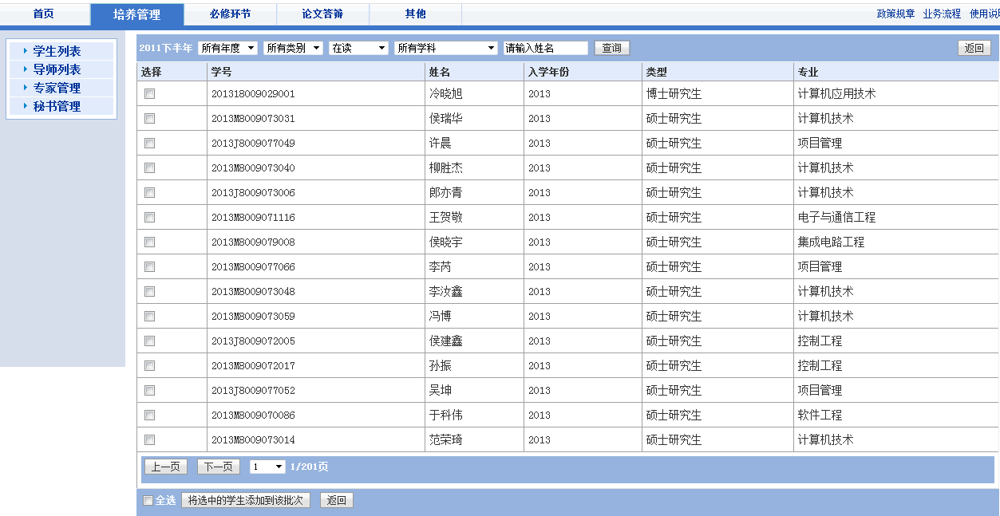 首页 培养管理 必修环节 论文答辩 其他 政策规章 业务流程 使用说
学生列表
导师列表
专家管理
秘书管理
2011下半年 所有年度 所有类别 在读 所有学科 请输入姓名 查询 返回
选择 学号 姓名 入学年份 类型 专业
201318009029001 冷晓旭 2013 博士研究生 计算机应用技术
2013M8009073031 侯瑞华 2013 硕士研究生 计算机技术
2013J8009077049 许晨 2013 硕士研究生 项目管理
2013M8009073040 柳胜杰 2013 硕士研究生 计算机技术
2013J8009073006 郎亦青 2013 硕士研究生 计算机技术
2013M8009071116 王贺敬 2013 硕士研究生 电子与通信工程
2013M8009079008 侯晓宇 2013 硕士研究生 集成电路工程
2013M8009077066 李芮 2013 硕士研究生 项目管理
2013M8009073048 李汝鑫 2013 硕士研究生 计算机技术
2013M8009073059 冯博 2013 硕士研究生 计算机技术
2013J8009072005 侯建鑫 2013 硕士研究生 控制工程
2013M8009072017 孙振 2013 硕士研究生 控制工程
2013J8009077052 吴坤 2013 硕士研究生 项目管理
2013M8009070086 于科伟 2013 硕士研究生 软件工程
2013M8009073014 范荣琦 2013 硕士研究生 计算机技术
上一页 下一页 1 1/201页
全选 将选中的学生添加到该批次 返回